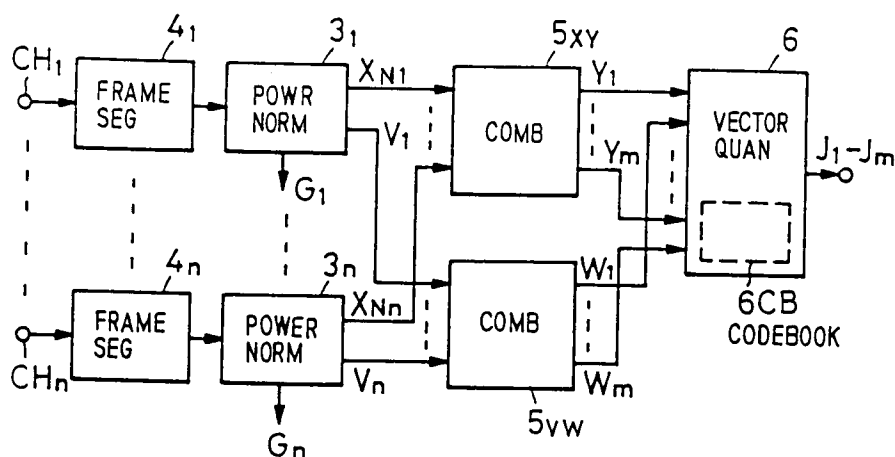 4₁
3₁
5XY
6
CH₁
FRAME
SEG
POWR
NORM
XN1
V₁
G₁
COMB
Y₁
Ym
VECTOR
QUAN
J₁-Jm
4n
3n
CHn
FRAME
SEG
POWER
NORM
XNn
Vn
Gn
COMB
W₁
Wm
5VW
6CB
CODEBOOK